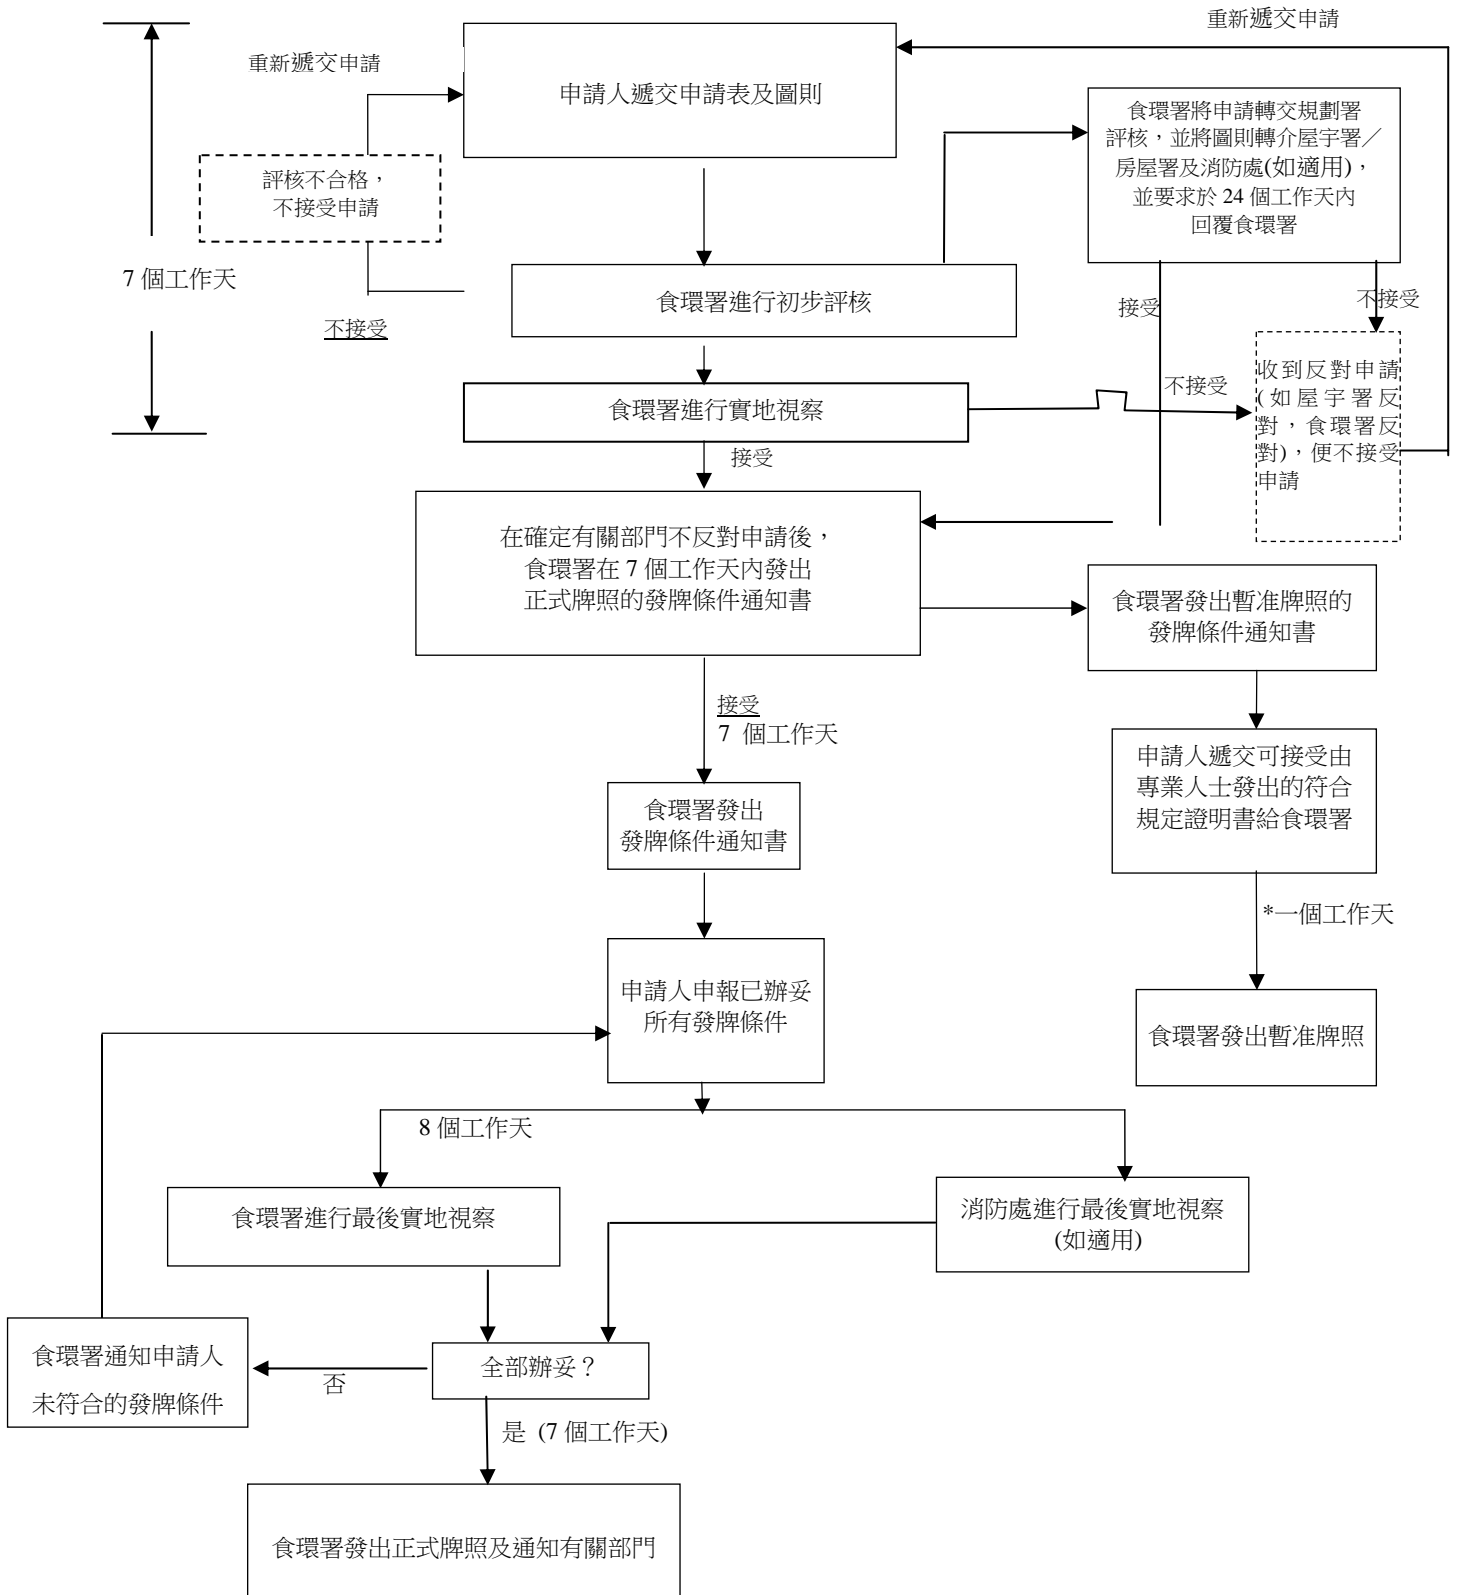 重新遞交申請
重新遞交申請
申請人遞交申請表及圖則
食環署將申請轉交規劃署
評核，並將圖則轉介屋宇署／
房屋署及消防處(如適用)，
並要求於 24 個工作天內
回覆食環署
評核不合格，
不接受申請
7 個工作天
食環署進行初步評核
不接受
接受
不接受
食環署進行實地視察
不接受
收到反對申請
(如屋宇署反
對，食環署反
對)，便不接受
申請
接受
在確定有關部門不反對申請後，
食環署在 7 個工作天內發出
正式牌照的發牌條件通知書
食環署發出暫准牌照的
發牌條件通知書
接受
7 個工作天
申請人遞交可接受由
專業人士發出的符合
規定證明書給食環署
食環署發出
發牌條件通知書
*一個工作天
申請人申報已辦妥
所有發牌條件
食環署發出暫准牌照
8 個工作天
食環署進行最後實地視察
消防處進行最後實地視察
(如適用)
食環署通知申請人
未符合的發牌條件
全部辦妥？
否
是 (7 個工作天)
食環署發出正式牌照及通知有關部門